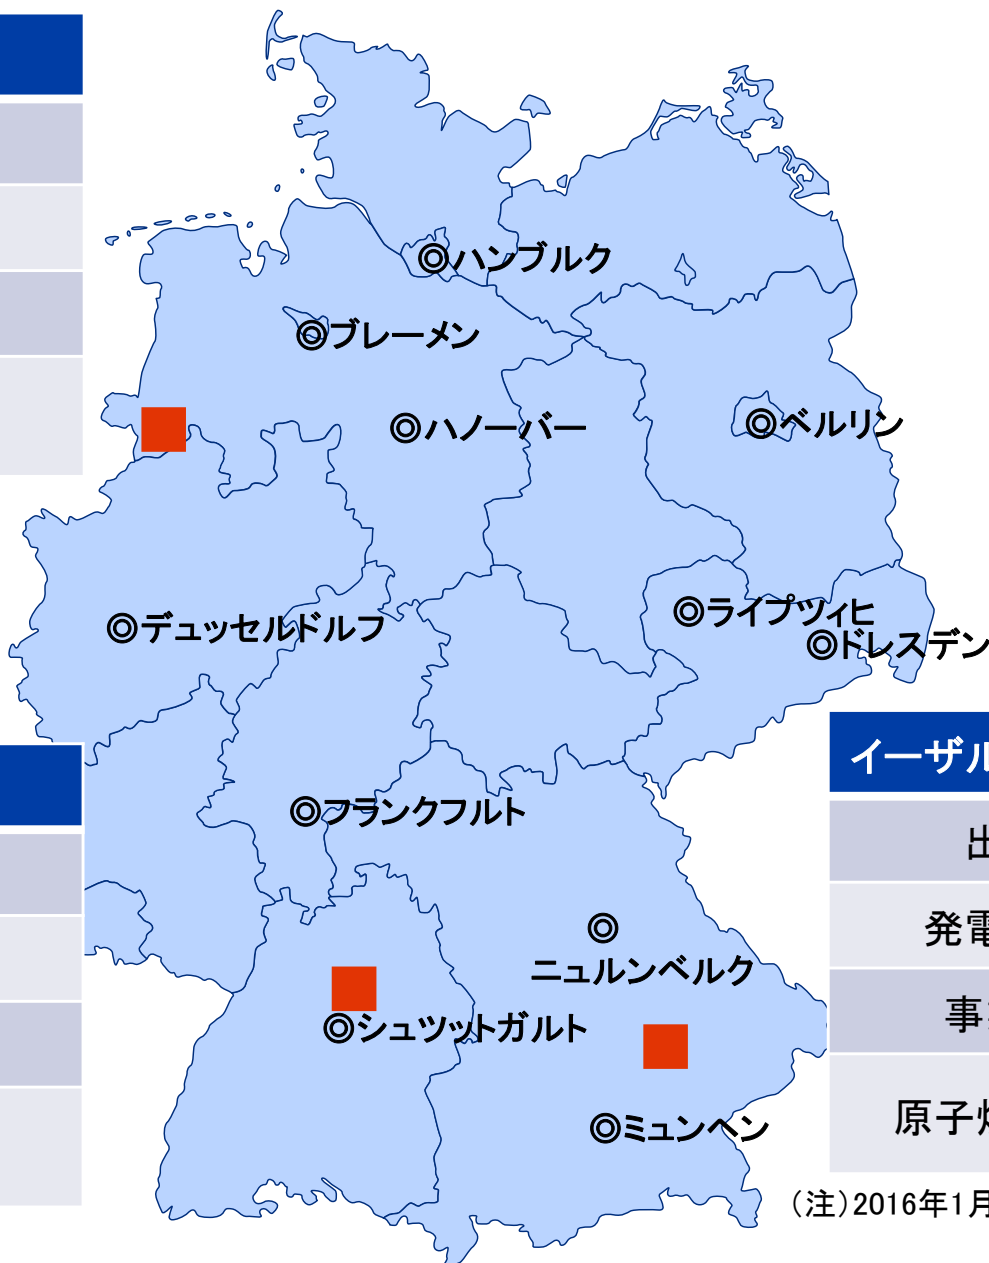 ◎ハンブルク
◎ブレーメン
◎ハノーバー
◎ベルリン
◎デュッセルドルフ
◎ライプツィヒ
◎ドレスデン
◎フランクフルト
◎
ニュルンベルク
◎シュツットガルト
◎ミュンヘン
イーザル
出
発電
事
原子炉
（注）2016年1月